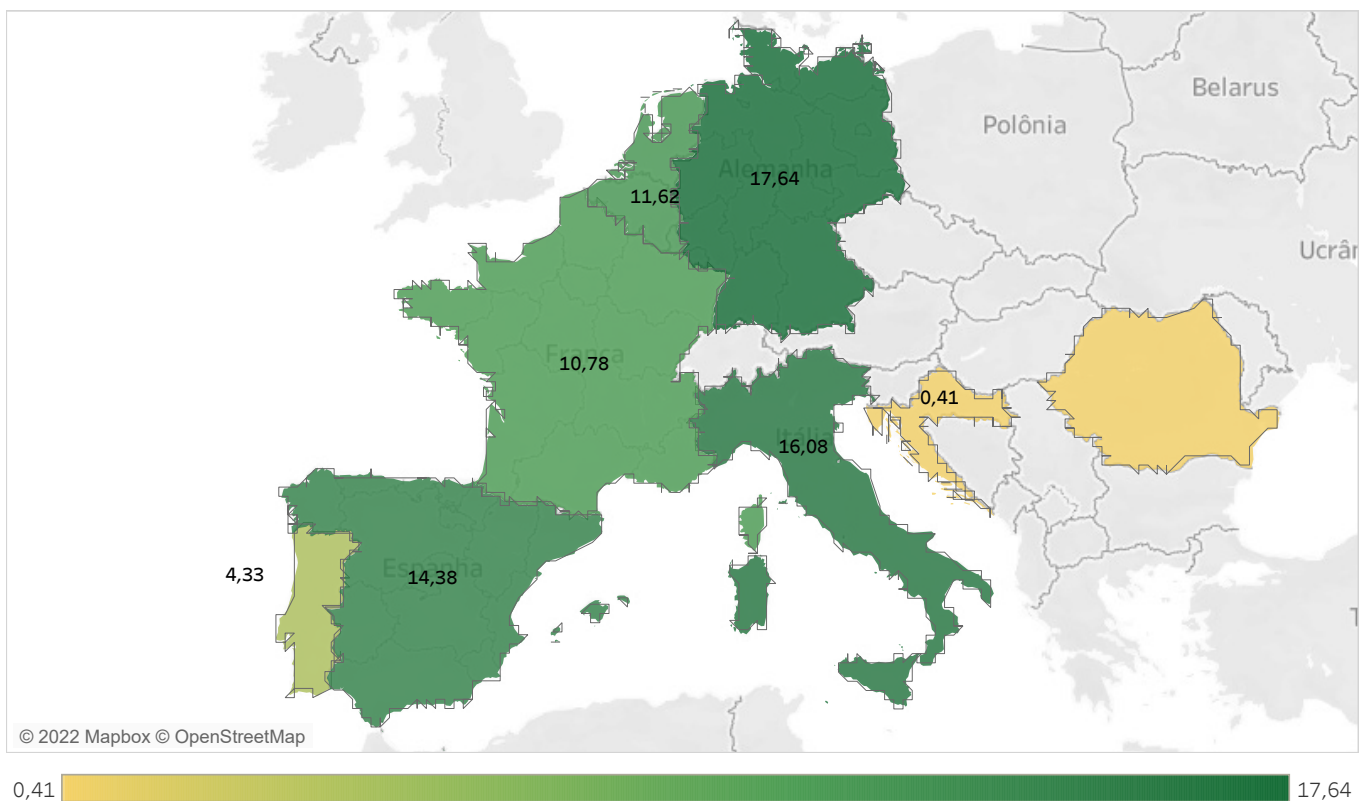 Belarus
Polônia
Alemanha
17,64
11,62
Ucrân
França
10,78
0,41
Itália
16,08
4,33
Espanha
14,38
T
© 2022 Mapbox © OpenStreetMap
0,41
17,64